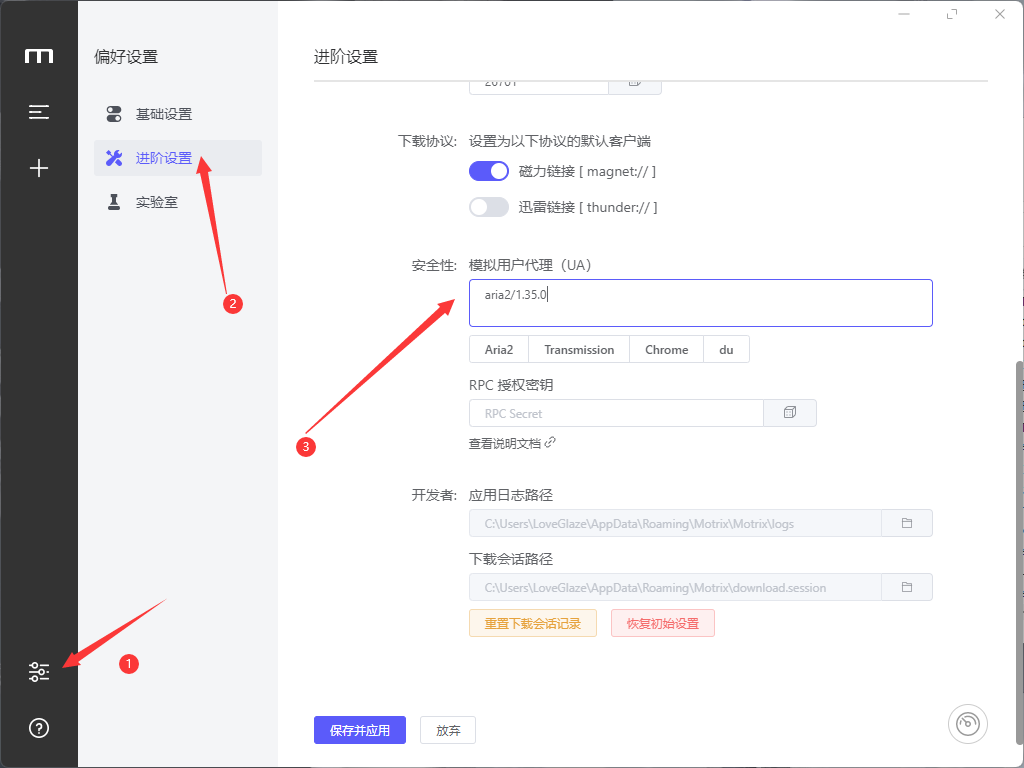 偏好设置
基础设置
进阶设置
实验室
进阶设置
下载协议: 设置为以下协议的默认客户端
磁力链接 [ magnet:// ]
迅雷链接 [ thunder:// ]
安全性: 模拟用户代理（UA）
aria2/1.35.0
Aria2 Transmission Chrome du
RPC 授权密钥
RPC Secret
查看说明文档
开发者: 应用日志路径
C:\Users\LoveGlaze\AppData\Roaming\Motrix\Motrix\logs
下载会话路径
C:\Users\LoveGlaze\AppData\Roaming\Motrix\download.session
重置下载会话记录 恢复初始设置
保存并应用 放弃
1
2
3